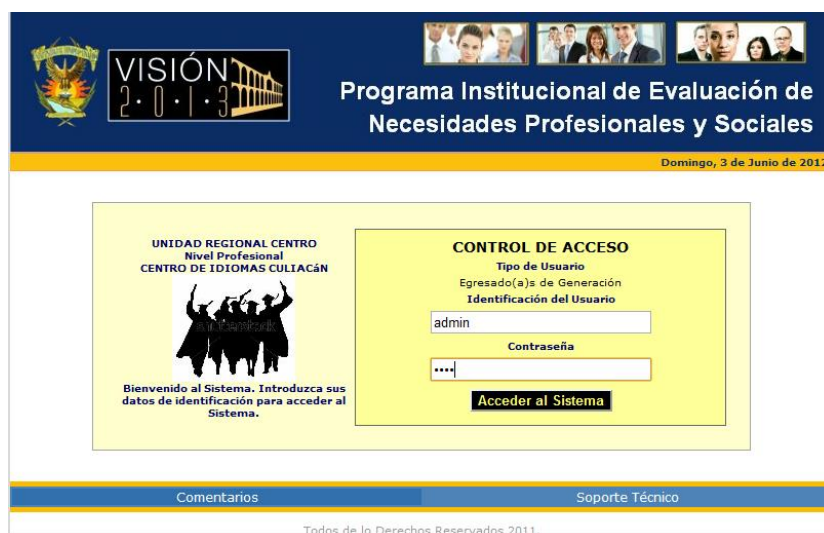 VISIÓN
2·0·1·3
Programa Institucional de Evaluación de
Necesidades Profesionales y Sociales
Domingo, 3 de Junio de 2012
UNIDAD REGIONAL CENTRO
Nivel Profesional
CENTRO DE IDIOMAS CULIACáN
shutterstock
Bienvenido al Sistema. Introduzca sus
datos de identificación para acceder al
Sistema.
CONTROL DE ACCESO
Tipo de Usuario
Egresado(a)s de Generación
Identificación del Usuario
admin
Contraseña
••••
Acceder al Sistema
Comentarios
Soporte Técnico
Todos de lo Derechos Reservados 2011.